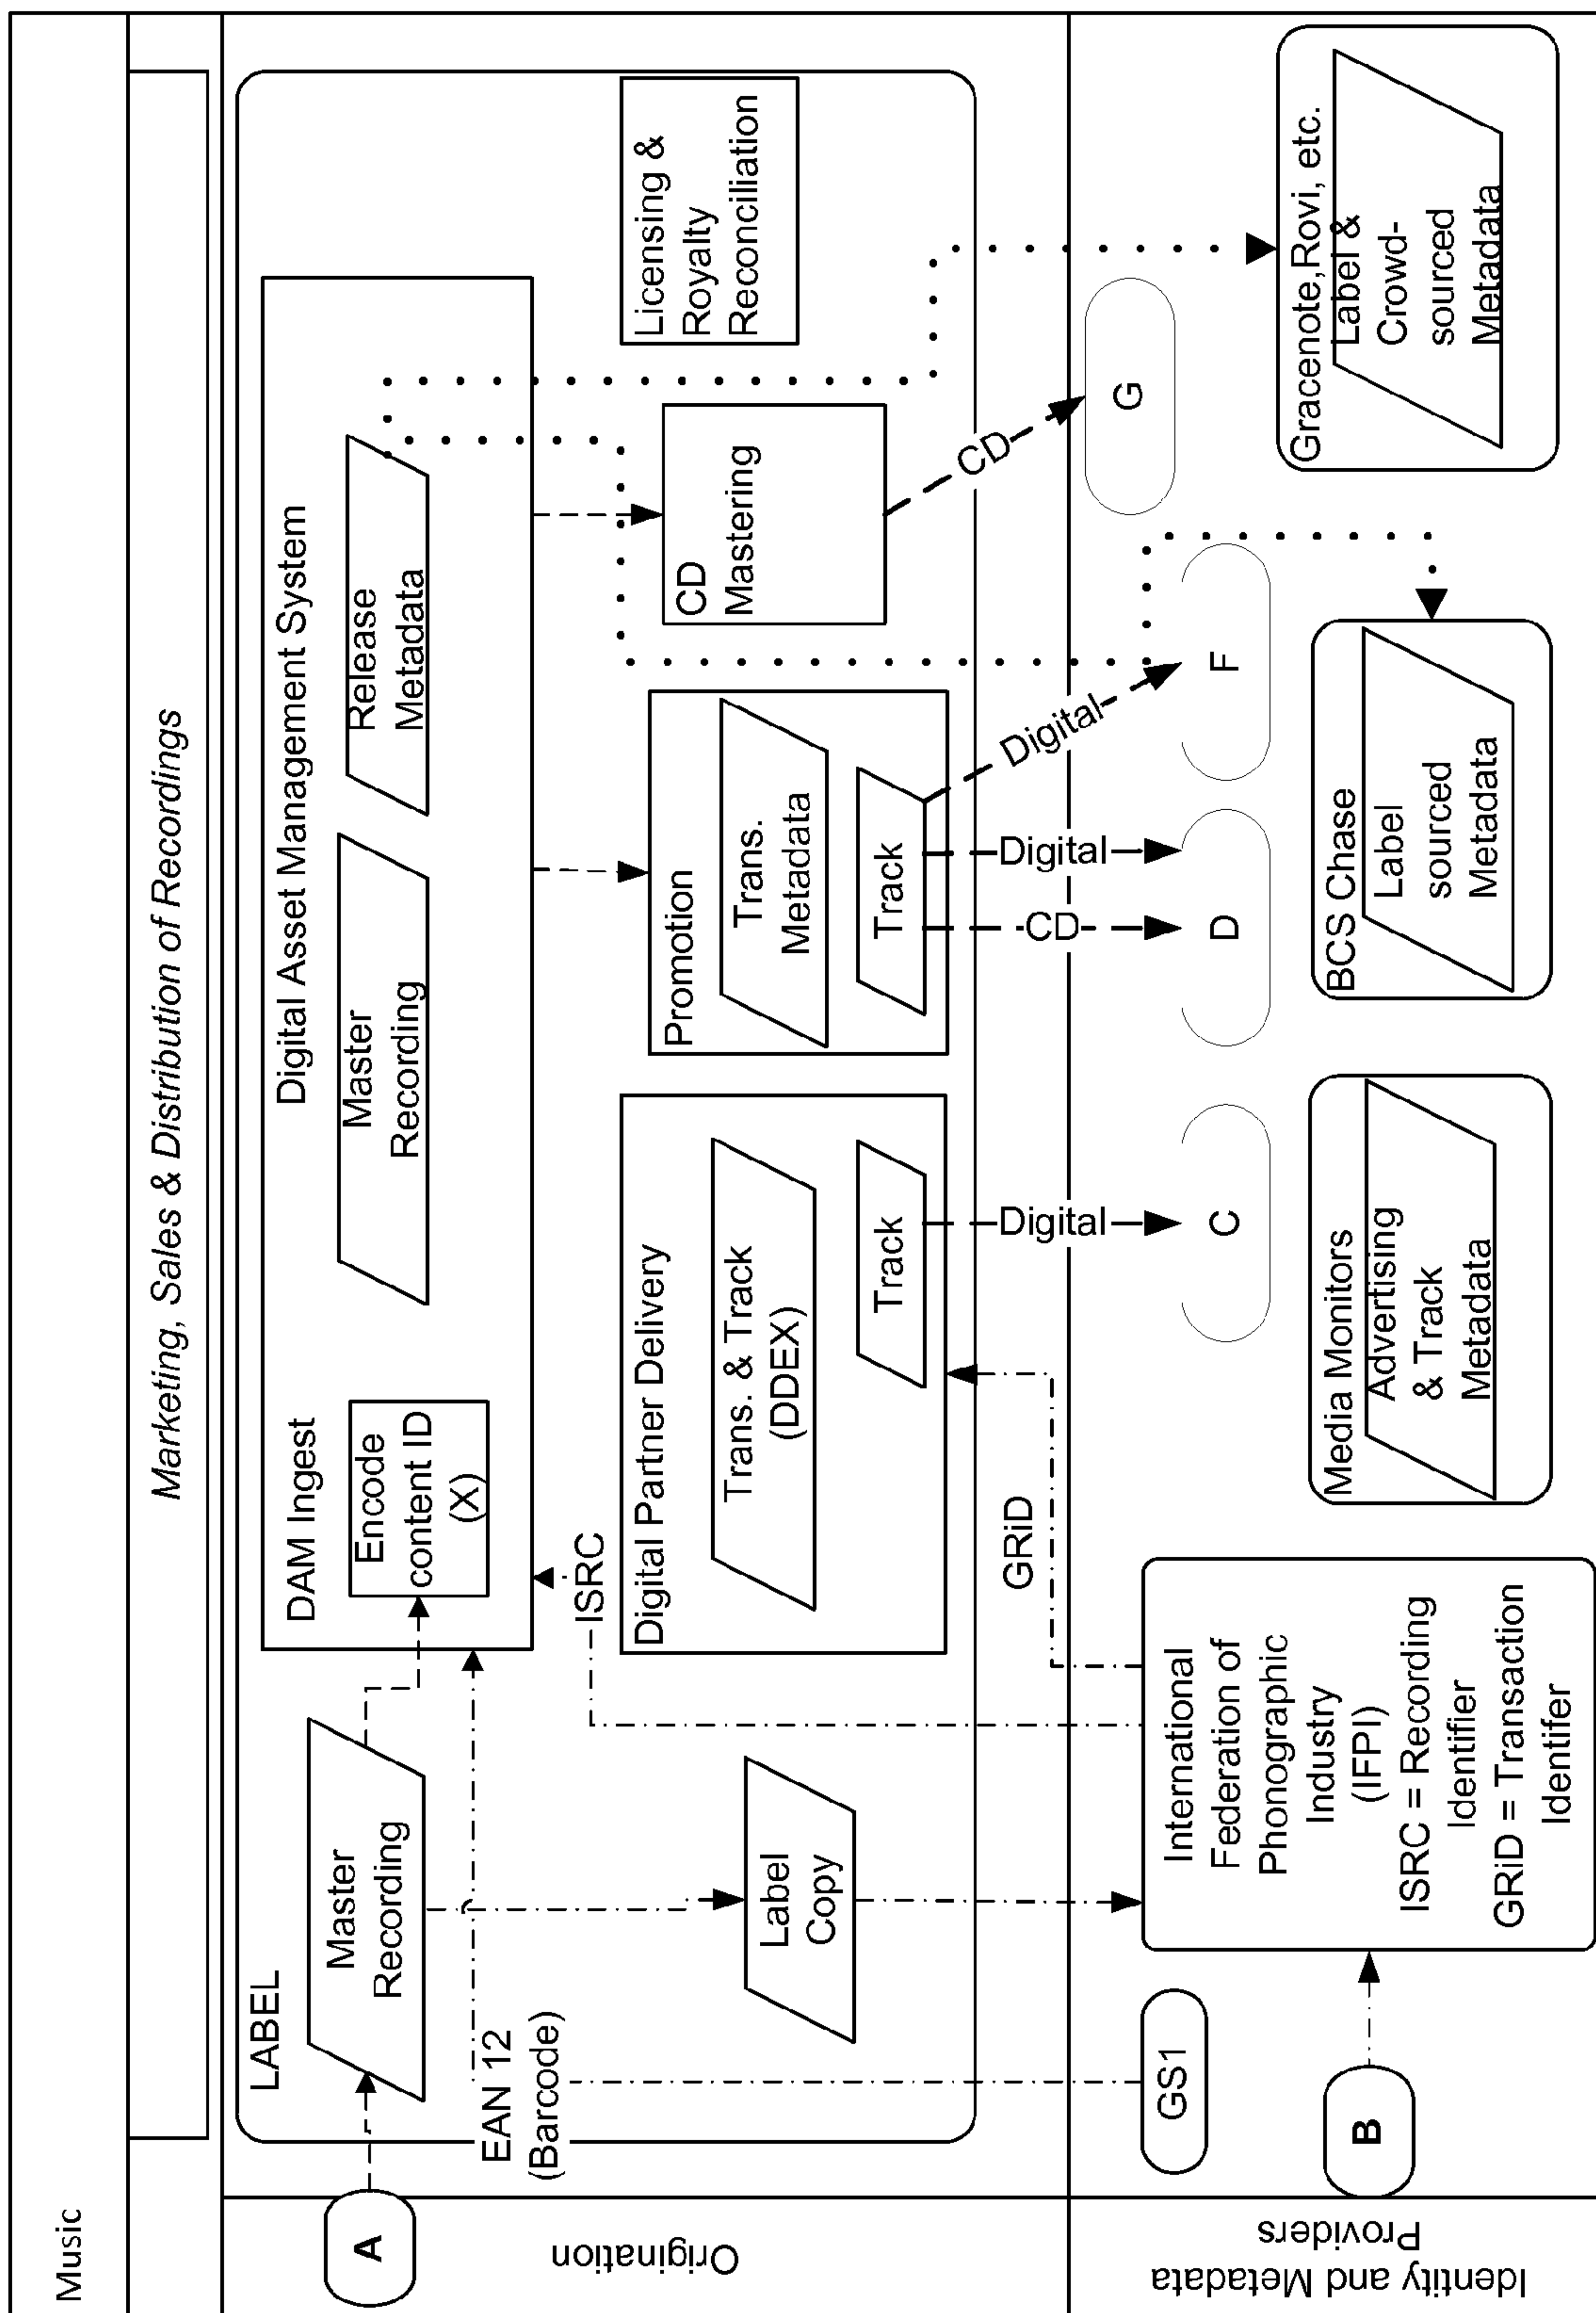 Music
Marketing, Sales & Distribution of Recordings
Origination
A
LABEL
Master
Recording
EAN 12
(Barcode)
Label
Copy
DAM Ingest
Encode
content ID
(X)
ISRC
Digital Asset Management System
Master
Recording
Release
Metadata
Digital Partner Delivery
Trans. & Track
(DDEX)
Track
Promotion
Trans.
Metadata
Track
CD
Mastering
Licensing &
Royalty
Reconciliation
GRiD
Digital
CD
Digital
Digital
CD
Identity and Metadata
Providers
GS1
B
International
Federation of
Phonographic
Industry
(IFPI)
ISRC = Recording
Identifier
GRiD = Transaction
Identifer
C
D
F
G
Media Monitors
Advertising
& Track
Metadata
BCS Chase
Label
sourced
Metadata
Gracenote,Rovi, etc.
Label &
Crowd-
sourced
Metadata